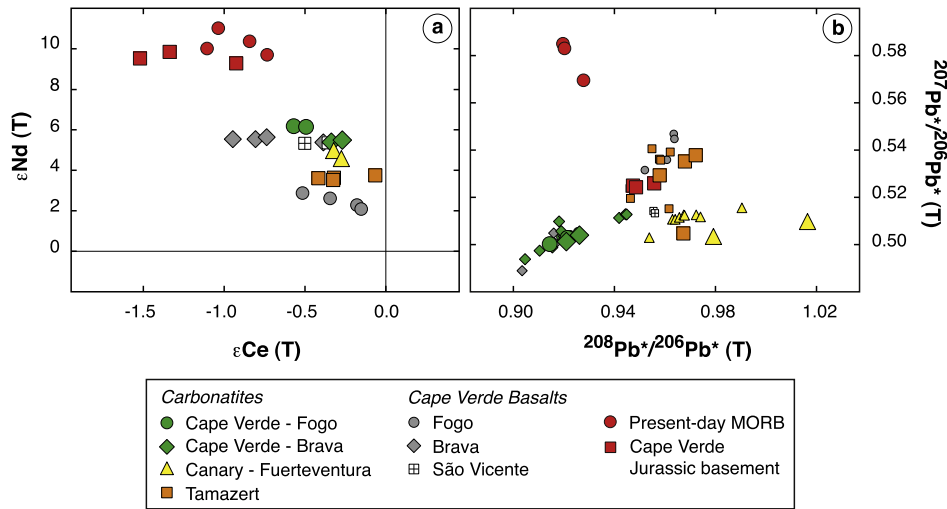 a
10
8
6
4
2
0
εNd (T)
-1.5 -1.0 -0.5 0.0
εCe (T)
b
0.58
0.56
0.54
0.52
0.50
²⁰⁷Pb*/²⁰⁶Pb* (T)
0.90 0.94 0.98 1.02
²⁰⁸Pb*/²⁰⁶Pb* (T)
Carbonatites
Cape Verde - Fogo
Cape Verde - Brava
Canary - Fuerteventura
Tamazert
Cape Verde Basalts
Fogo
Brava
São Vicente
Present-day MORB
Cape Verde
Jurassic basement